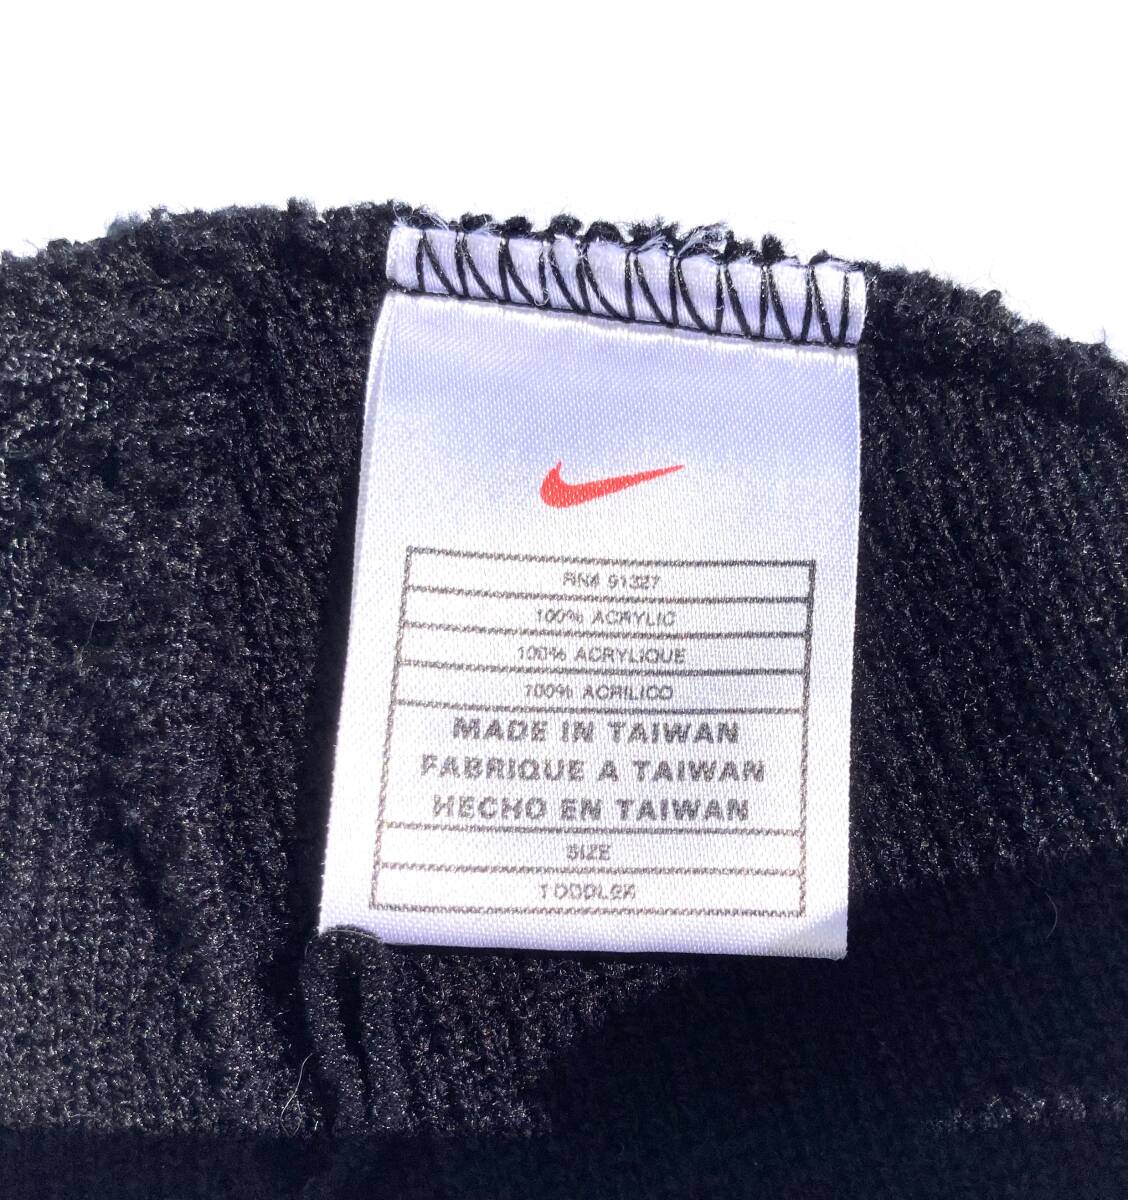 RN# 91327
100% ACRYLIC
100% ACRYLIQUE
100% ACRILICO
MADE IN TAIWAN
FABRIQUE A TAIWAN
HECHO EN TAIWAN
SIZE
TODDLER